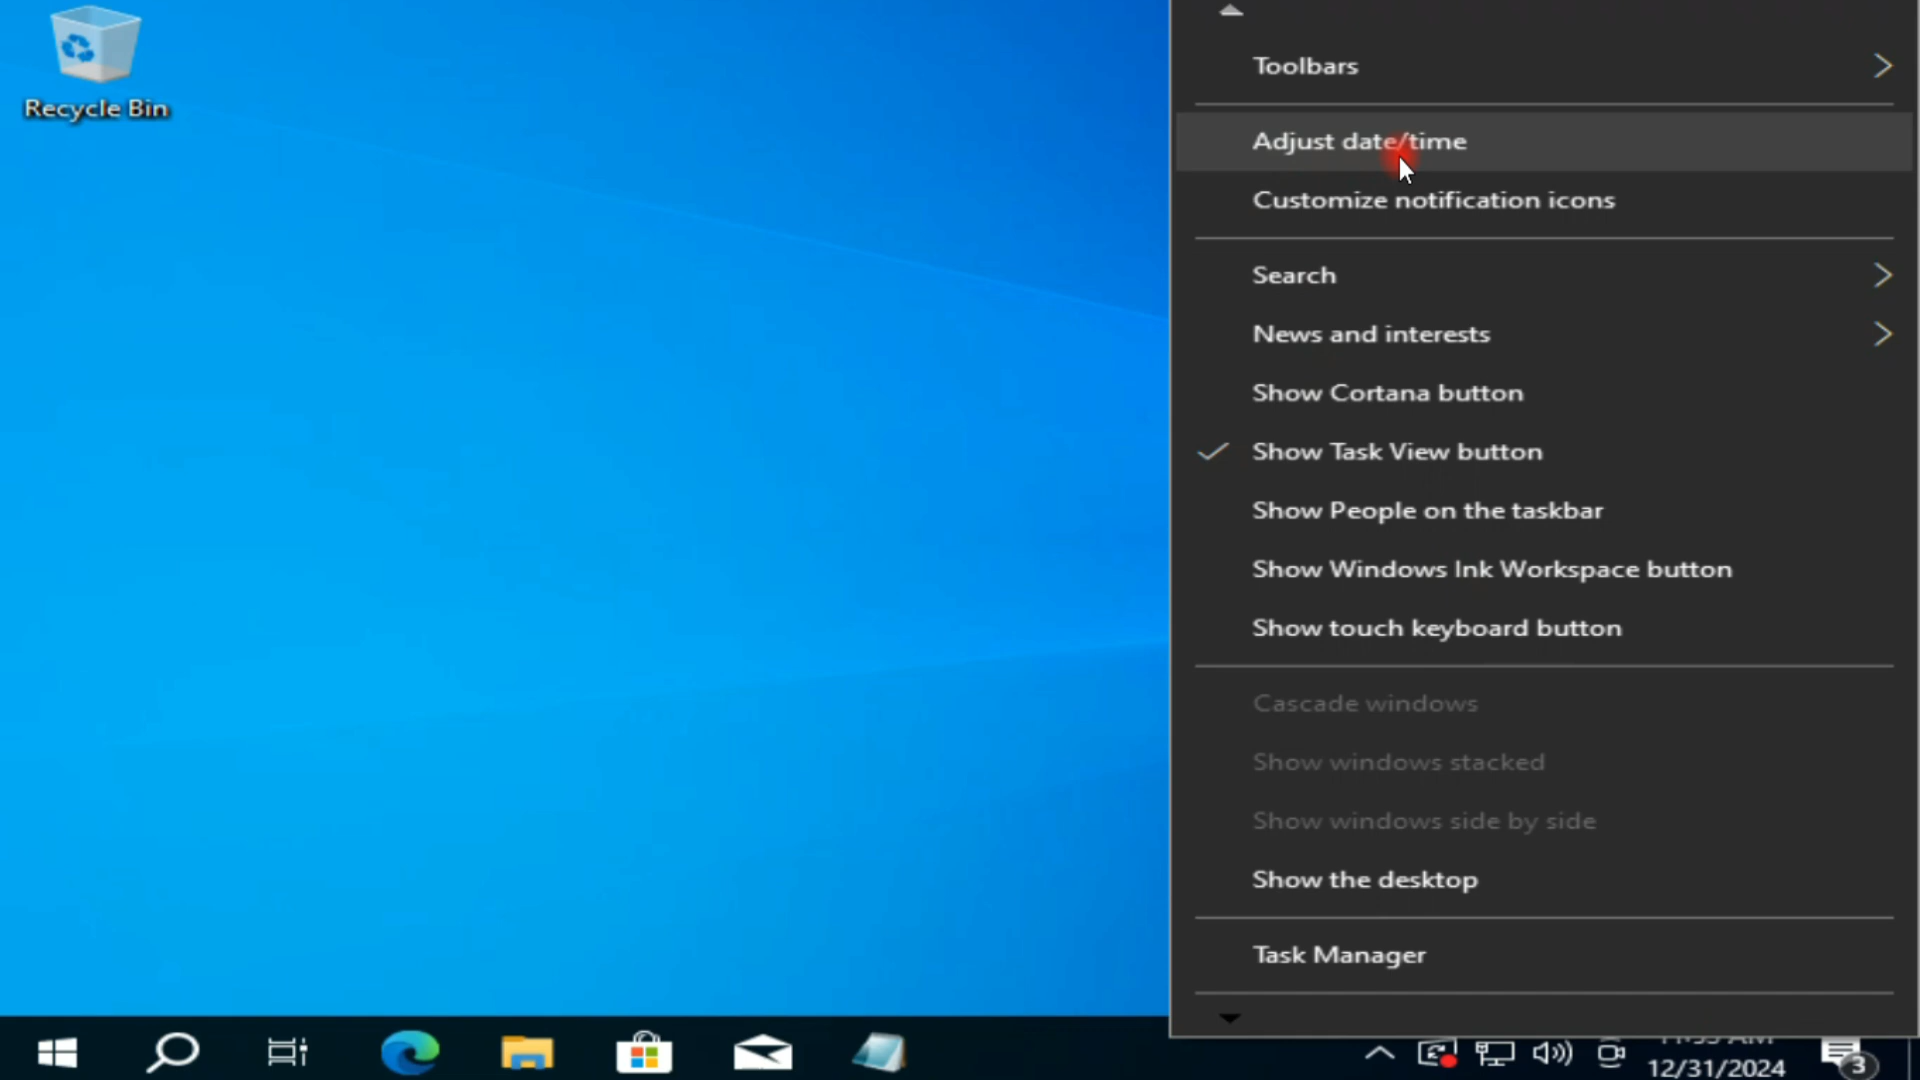 Recycle Bin
Toolbars
Adjust date/time
Customize notification icons
Search
News and interests
Show Cortana button
Show Task View button
Show People on the taskbar
Show Windows Ink Workspace button
Show touch keyboard button
Cascade windows
Show windows stacked
Show windows side by side
Show the desktop
Task Manager
12/31/2024
3